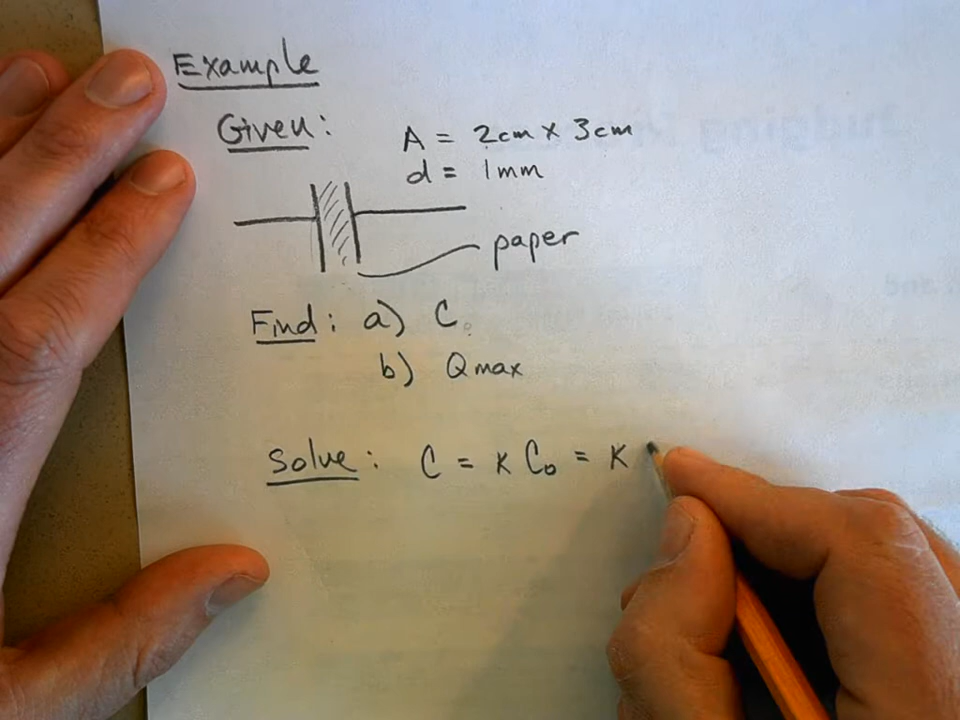 Example
Given: A = 2cm x 3cm
d = 1mm
paper
Find: a) C
b) Qmax
Solve: C = K C₀ = K